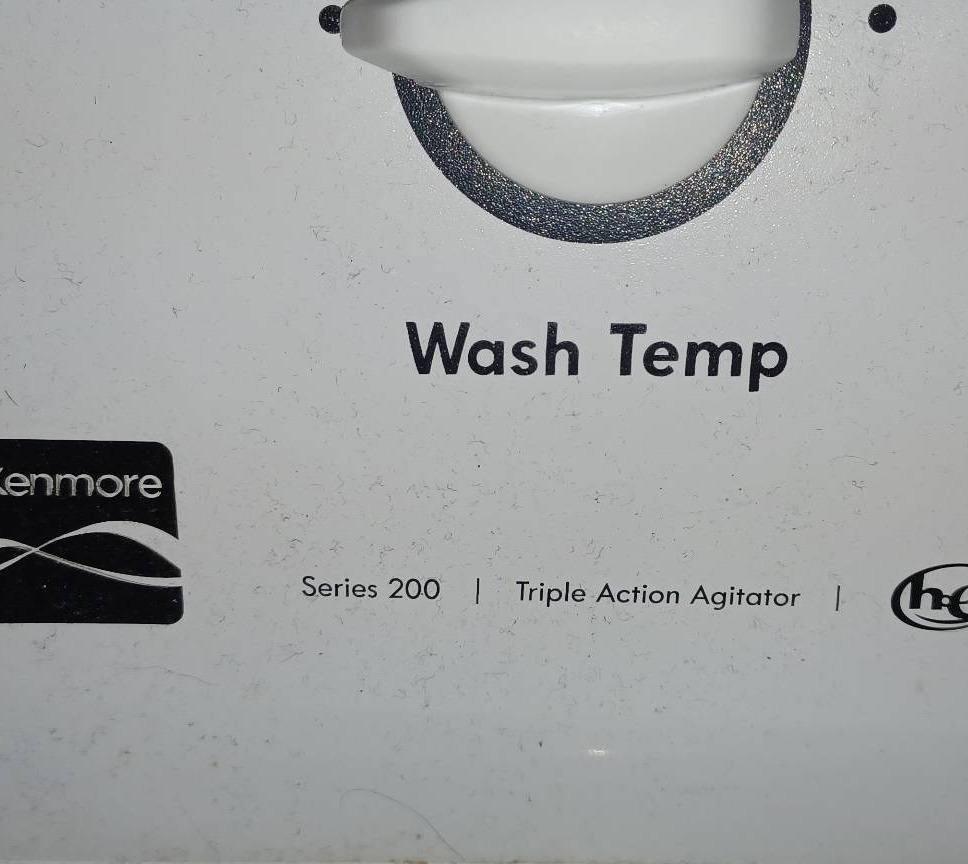 Wash Temp
Kenmore
Series 200 | Triple Action Agitator |